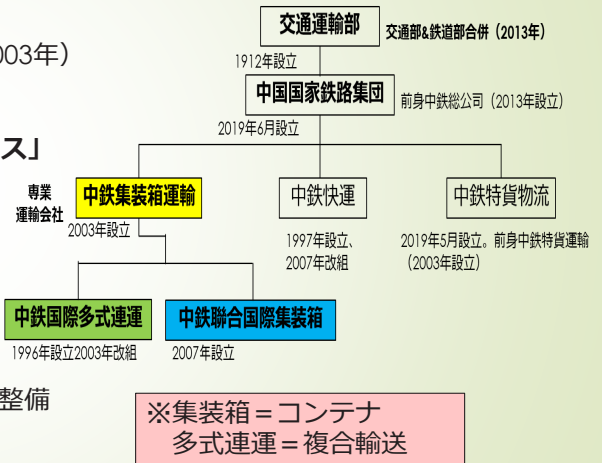 003年）
ス」
整備
交通運輸部
交通部&鉄道部合併（2013年）
1912年設立
中国国家鉄路集団
前身中鉄総公司（2013年設立）
2019年6月設立
専業
運輸会社
中鉄集装箱運輸
中鉄快運
中鉄特貨物流
2003年設立
1997年設立、
2007年改組
2019年5月設立。前身中鉄特貨運輸
（2003年設立）
中鉄国際多式連運
中鉄聯合国際集装箱
1996年設立2003年改組
2007年設立
※集装箱＝コンテナ
多式連運＝複合輸送